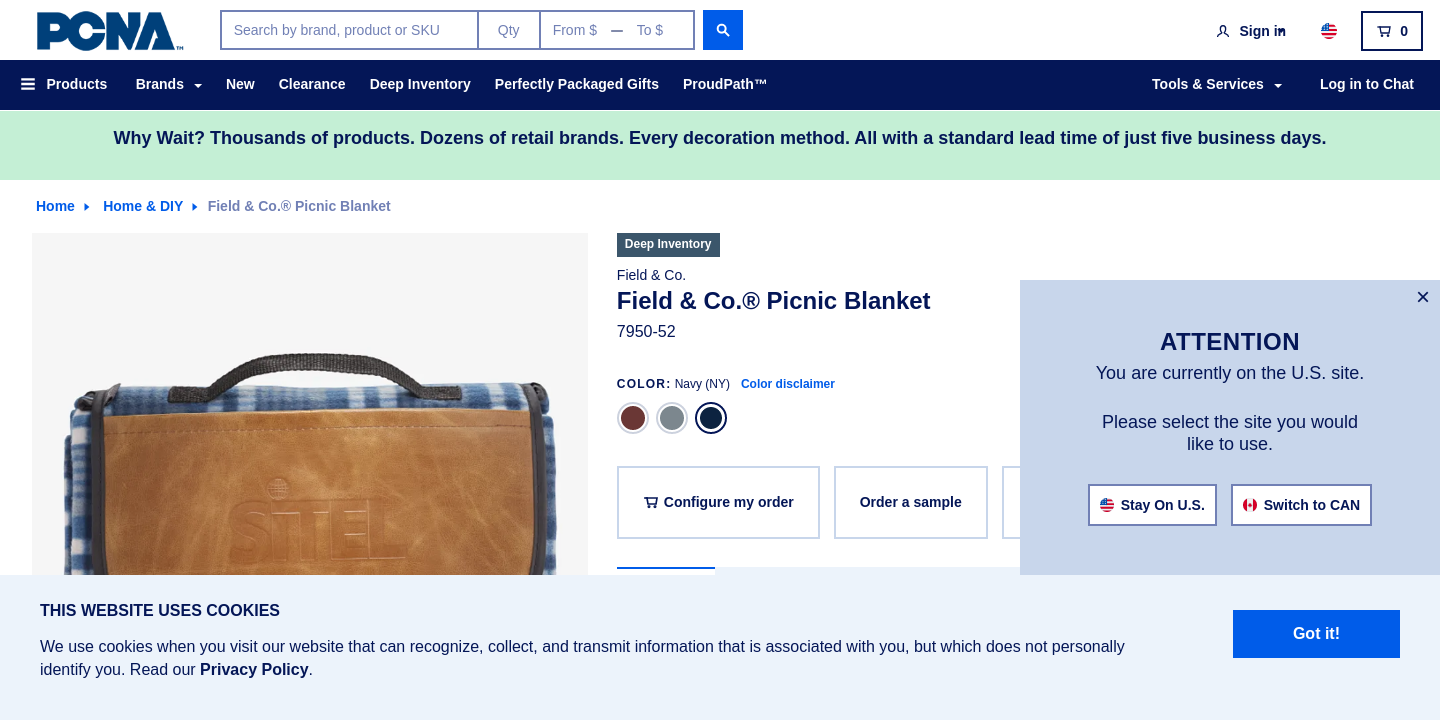 PCNA™
Search by brand, product or SKU
Qty
From $
To $
Sign in
0
Products
Brands
New
Clearance
Deep Inventory
Perfectly Packaged Gifts
ProudPath™
Tools & Services
Log in to Chat
Why Wait? Thousands of products. Dozens of retail brands. Every decoration method. All with a standard lead time of just five business days.
Home
Home & DIY
Field & Co.® Picnic Blanket
Deep Inventory
Field & Co.
Field & Co.® Picnic Blanket
7950-52
COLOR: Navy (NY) Color disclaimer
Configure my order
Order a sample
SITEL
ATTENTION
You are currently on the U.S. site.
Please select the site you would
like to use.
Stay On U.S.
Switch to CAN
THIS WEBSITE USES COOKIES
We use cookies when you visit our website that can recognize, collect, and transmit information that is associated with you, but which does not personally
identify you. Read our Privacy Policy.
Got it!